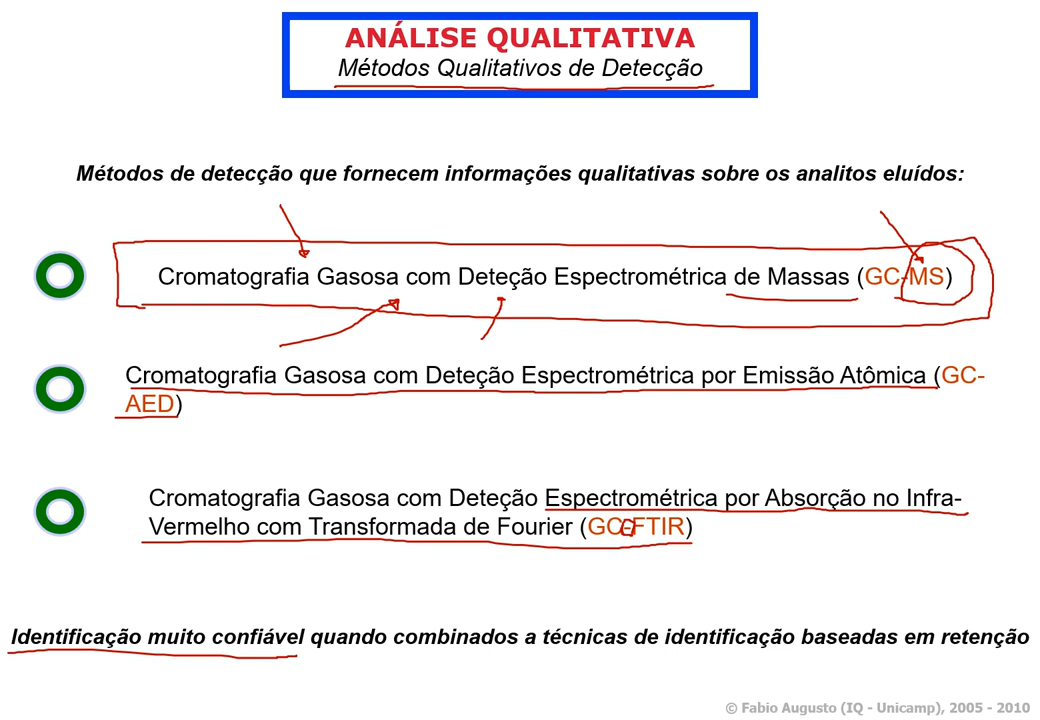 ANÁLISE QUALITATIVA
Métodos Qualitativos de Detecção
Métodos de detecção que fornecem informações qualitativas sobre os analitos eluídos:
Cromatografia Gasosa com Deteção Espectrométrica de Massas (GC-MS)
Cromatografia Gasosa com Deteção Espectrométrica por Emissão Atômica (GC-
AED)
Cromatografia Gasosa com Deteção Espectrométrica por Absorção no Infra-
Vermelho com Transformada de Fourier (GC-FTIR)
Identificação muito confiável quando combinados a técnicas de identificação baseadas em retenção
© Fabio Augusto (IQ - Unicamp), 2005 - 2010